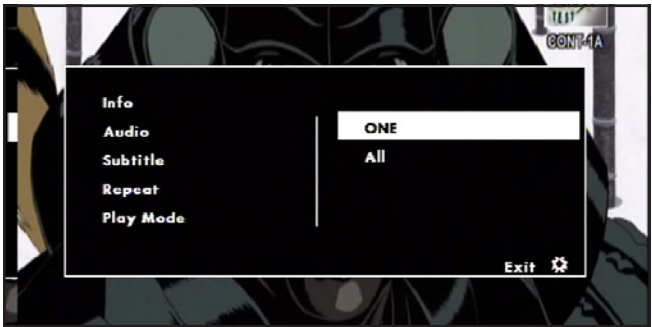 TEST
CONT-1A
Info
Audio
Subtitle
Repeat
Play Mode
ONE
All
Exit